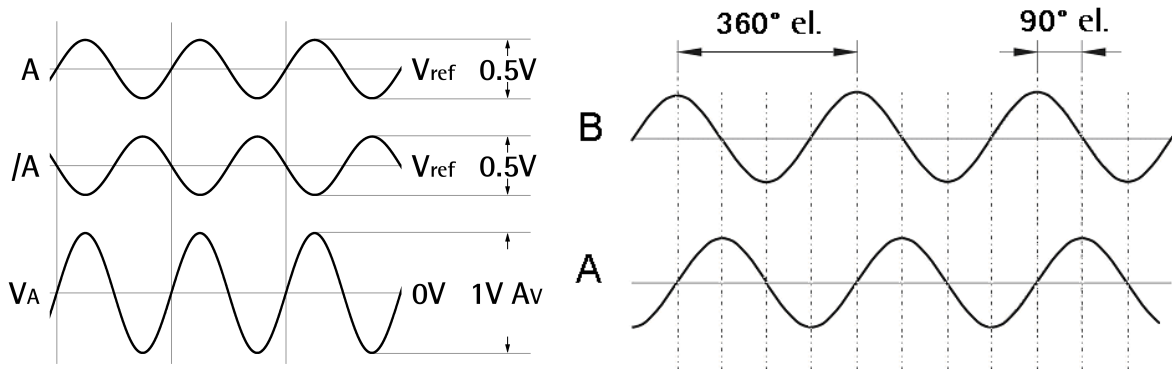 A Vref 0.5V
/A Vref 0.5V
VA 0V 1V AV
360° el. 90° el.
B
A